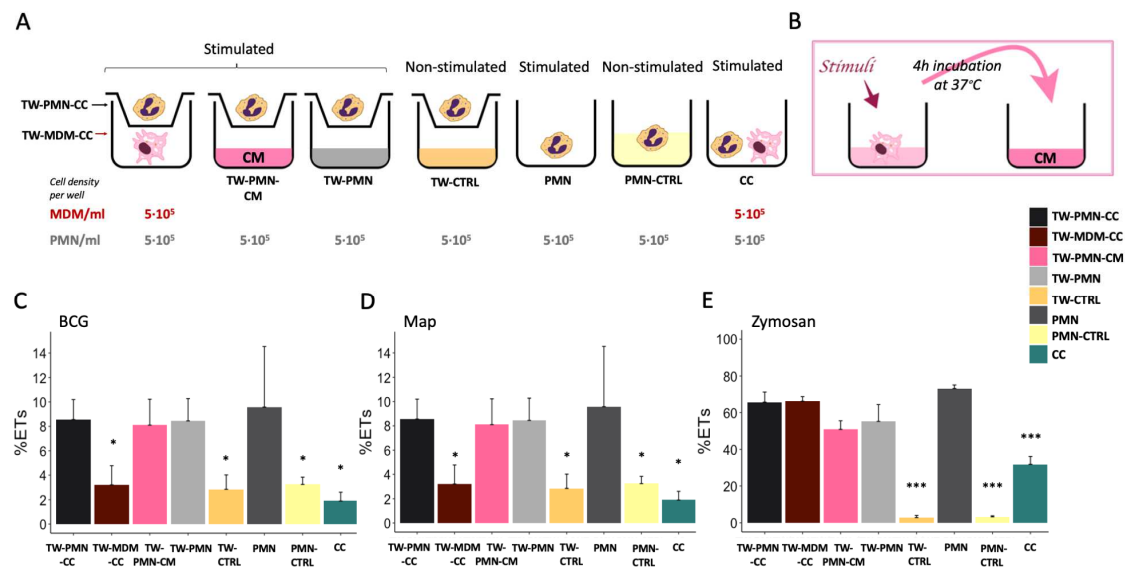 A
B
Stimulated
Non-stimulated
Stimulated
Non-stimulated
Stimulated
Stimuli
4h incubation
at 37°C
TW-PMN-CC
TW-MDM-CC
CM
CM
TW-PMN-
CM
TW-PMN
TW-CTRL
PMN
PMN-CTRL
CC
Cell density
per well
MDM/ml 5·10⁵ 5·10⁵
PMN/ml 5·10⁵ 5·10⁵ 5·10⁵ 5·10⁵ 5·10⁵ 5·10⁵ 5·10⁵
TW-PMN-CC
TW-MDM-CC
TW-PMN-CM
TW-PMN
TW-CTRL
PMN
PMN-CTRL
CC
C
BCG
%ETs
14
12
10
8
6
4
2
0
*
*
*
*
TW-PMN
-CC
TW-MDM
-CC
TW-
PMN-CM
TW-PMN
TW-
CTRL
PMN
PMN-
CTRL
CC
D
Map
%ETs
14
12
10
8
6
4
2
0
*
*
*
*
TW-PMN
-CC
TW-MDM
-CC
TW-
PMN-CM
TW-PMN
TW-
CTRL
PMN
PMN-
CTRL
CC
E
Zymosan
%ETs
100
80
60
40
20
0
***
***
***
TW-PMN
-CC
TW-MDM
-CC
TW-
PMN-CM
TW-PMN
TW-
CTRL
PMN
PMN-
CTRL
CC